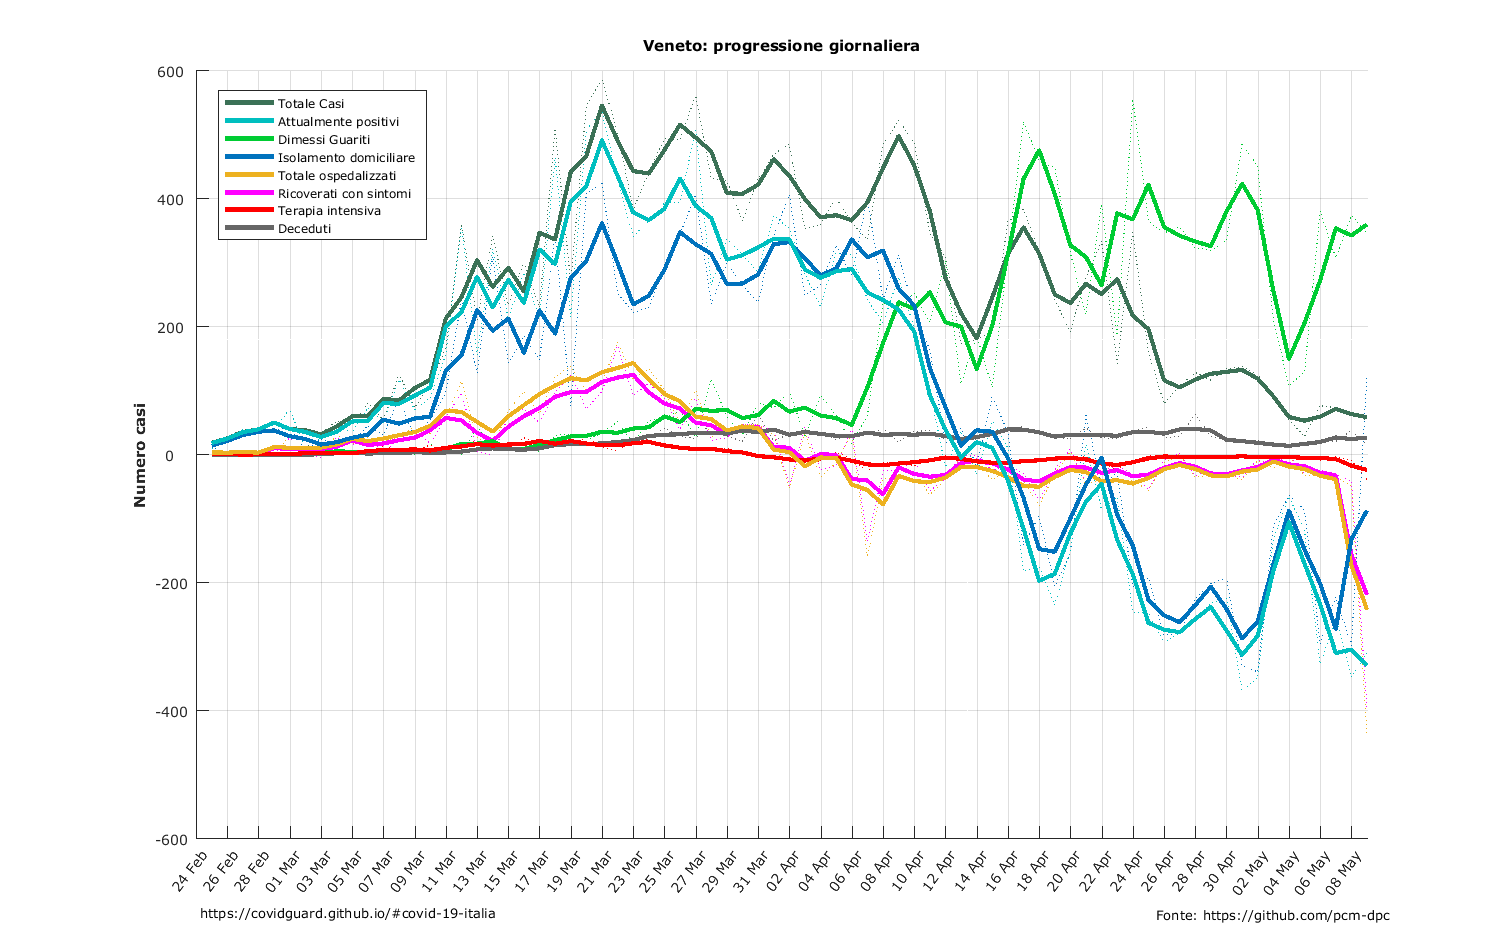 Veneto: progressione giornaliera
600
400
200
0
-200
-400
-600
Numero casi
Totale Casi
Attualmente positivi
Dimessi Guariti
Isolamento domiciliare
Totale ospedalizzati
Ricoverati con sintomi
Terapia intensiva
Deceduti
24 Feb
26 Feb
28 Feb
01 Mar
03 Mar
05 Mar
07 Mar
09 Mar
11 Mar
13 Mar
15 Mar
17 Mar
19 Mar
21 Mar
23 Mar
25 Mar
27 Mar
29 Mar
31 Mar
02 Apr
04 Apr
06 Apr
08 Apr
10 Apr
12 Apr
14 Apr
16 Apr
18 Apr
20 Apr
22 Apr
24 Apr
26 Apr
28 Apr
30 Apr
02 May
04 May
06 May
08 May
https://covidguard.github.io/#covid-19-italia
Fonte: https://github.com/pcm-dpc